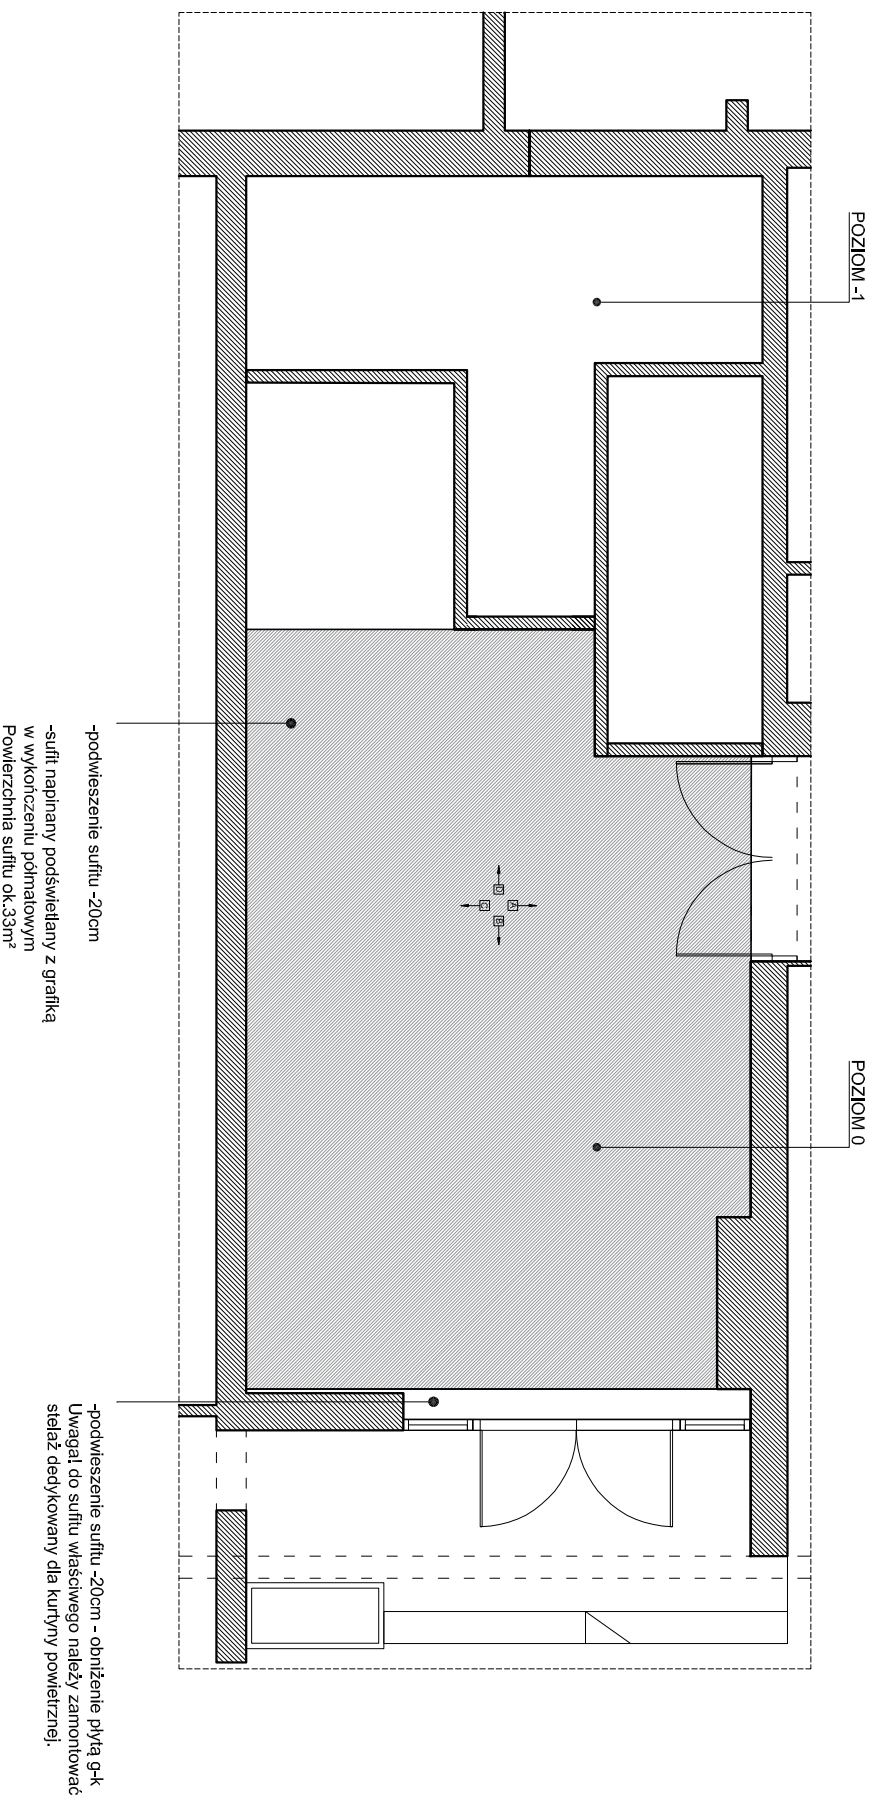 POZIOM -1
POZIOM 0
D
A
B
C
-podwieszenie sufitu -20cm
-sufit napinany podświetlany z grafiką
w wykończeniu półmatowym
Powierzchnia sufitu ok.33m²
-podwieszenie sufitu -20cm - obniżenie płytą g-k
Uwaga! do sufitu właściwego należy zamontować
stelaż dedykowany dla kurtyny powietrznej.